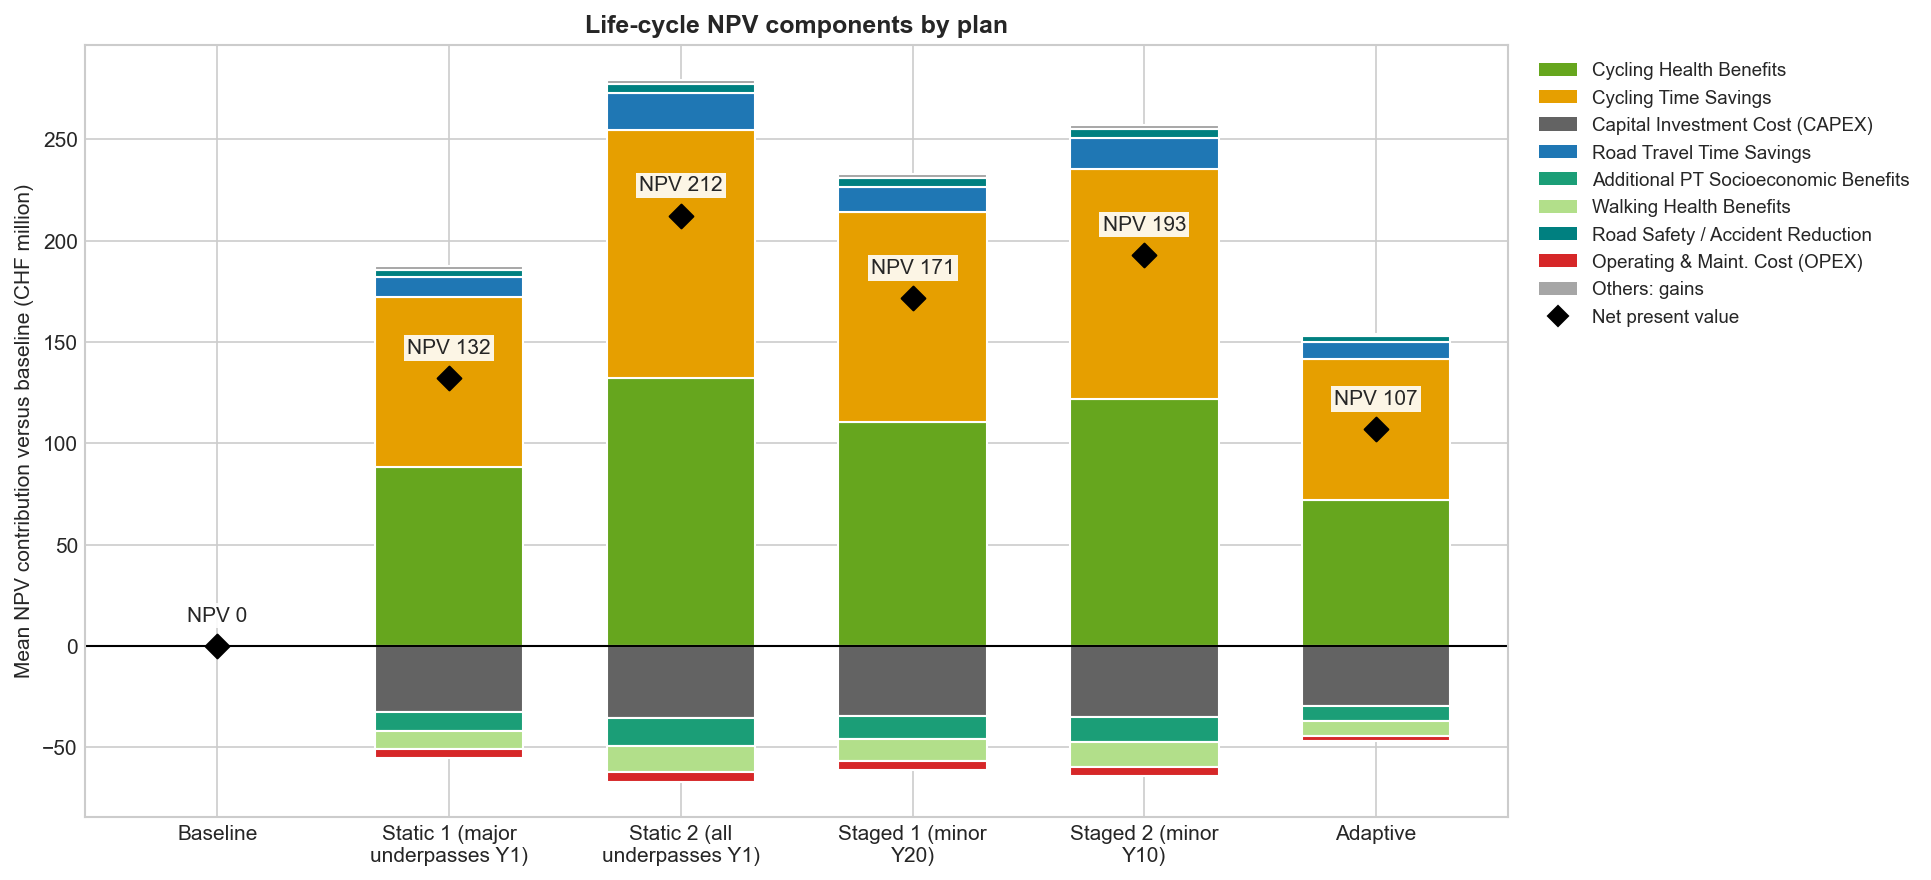 Life-cycle NPV components by plan
Mean NPV contribution versus baseline (CHF million)
250
200
150
100
50
0
−50
NPV 0
NPV 132
NPV 212
NPV 171
NPV 193
NPV 107
Baseline
Static 1 (major
underpasses Y1)
Static 2 (all
underpasses Y1)
Staged 1 (minor
Y20)
Staged 2 (minor
Y10)
Adaptive
Cycling Health Benefits
Cycling Time Savings
Capital Investment Cost (CAPEX)
Road Travel Time Savings
Additional PT Socioeconomic Benefits
Walking Health Benefits
Road Safety / Accident Reduction
Operating & Maint. Cost (OPEX)
Others: gains
Net present value